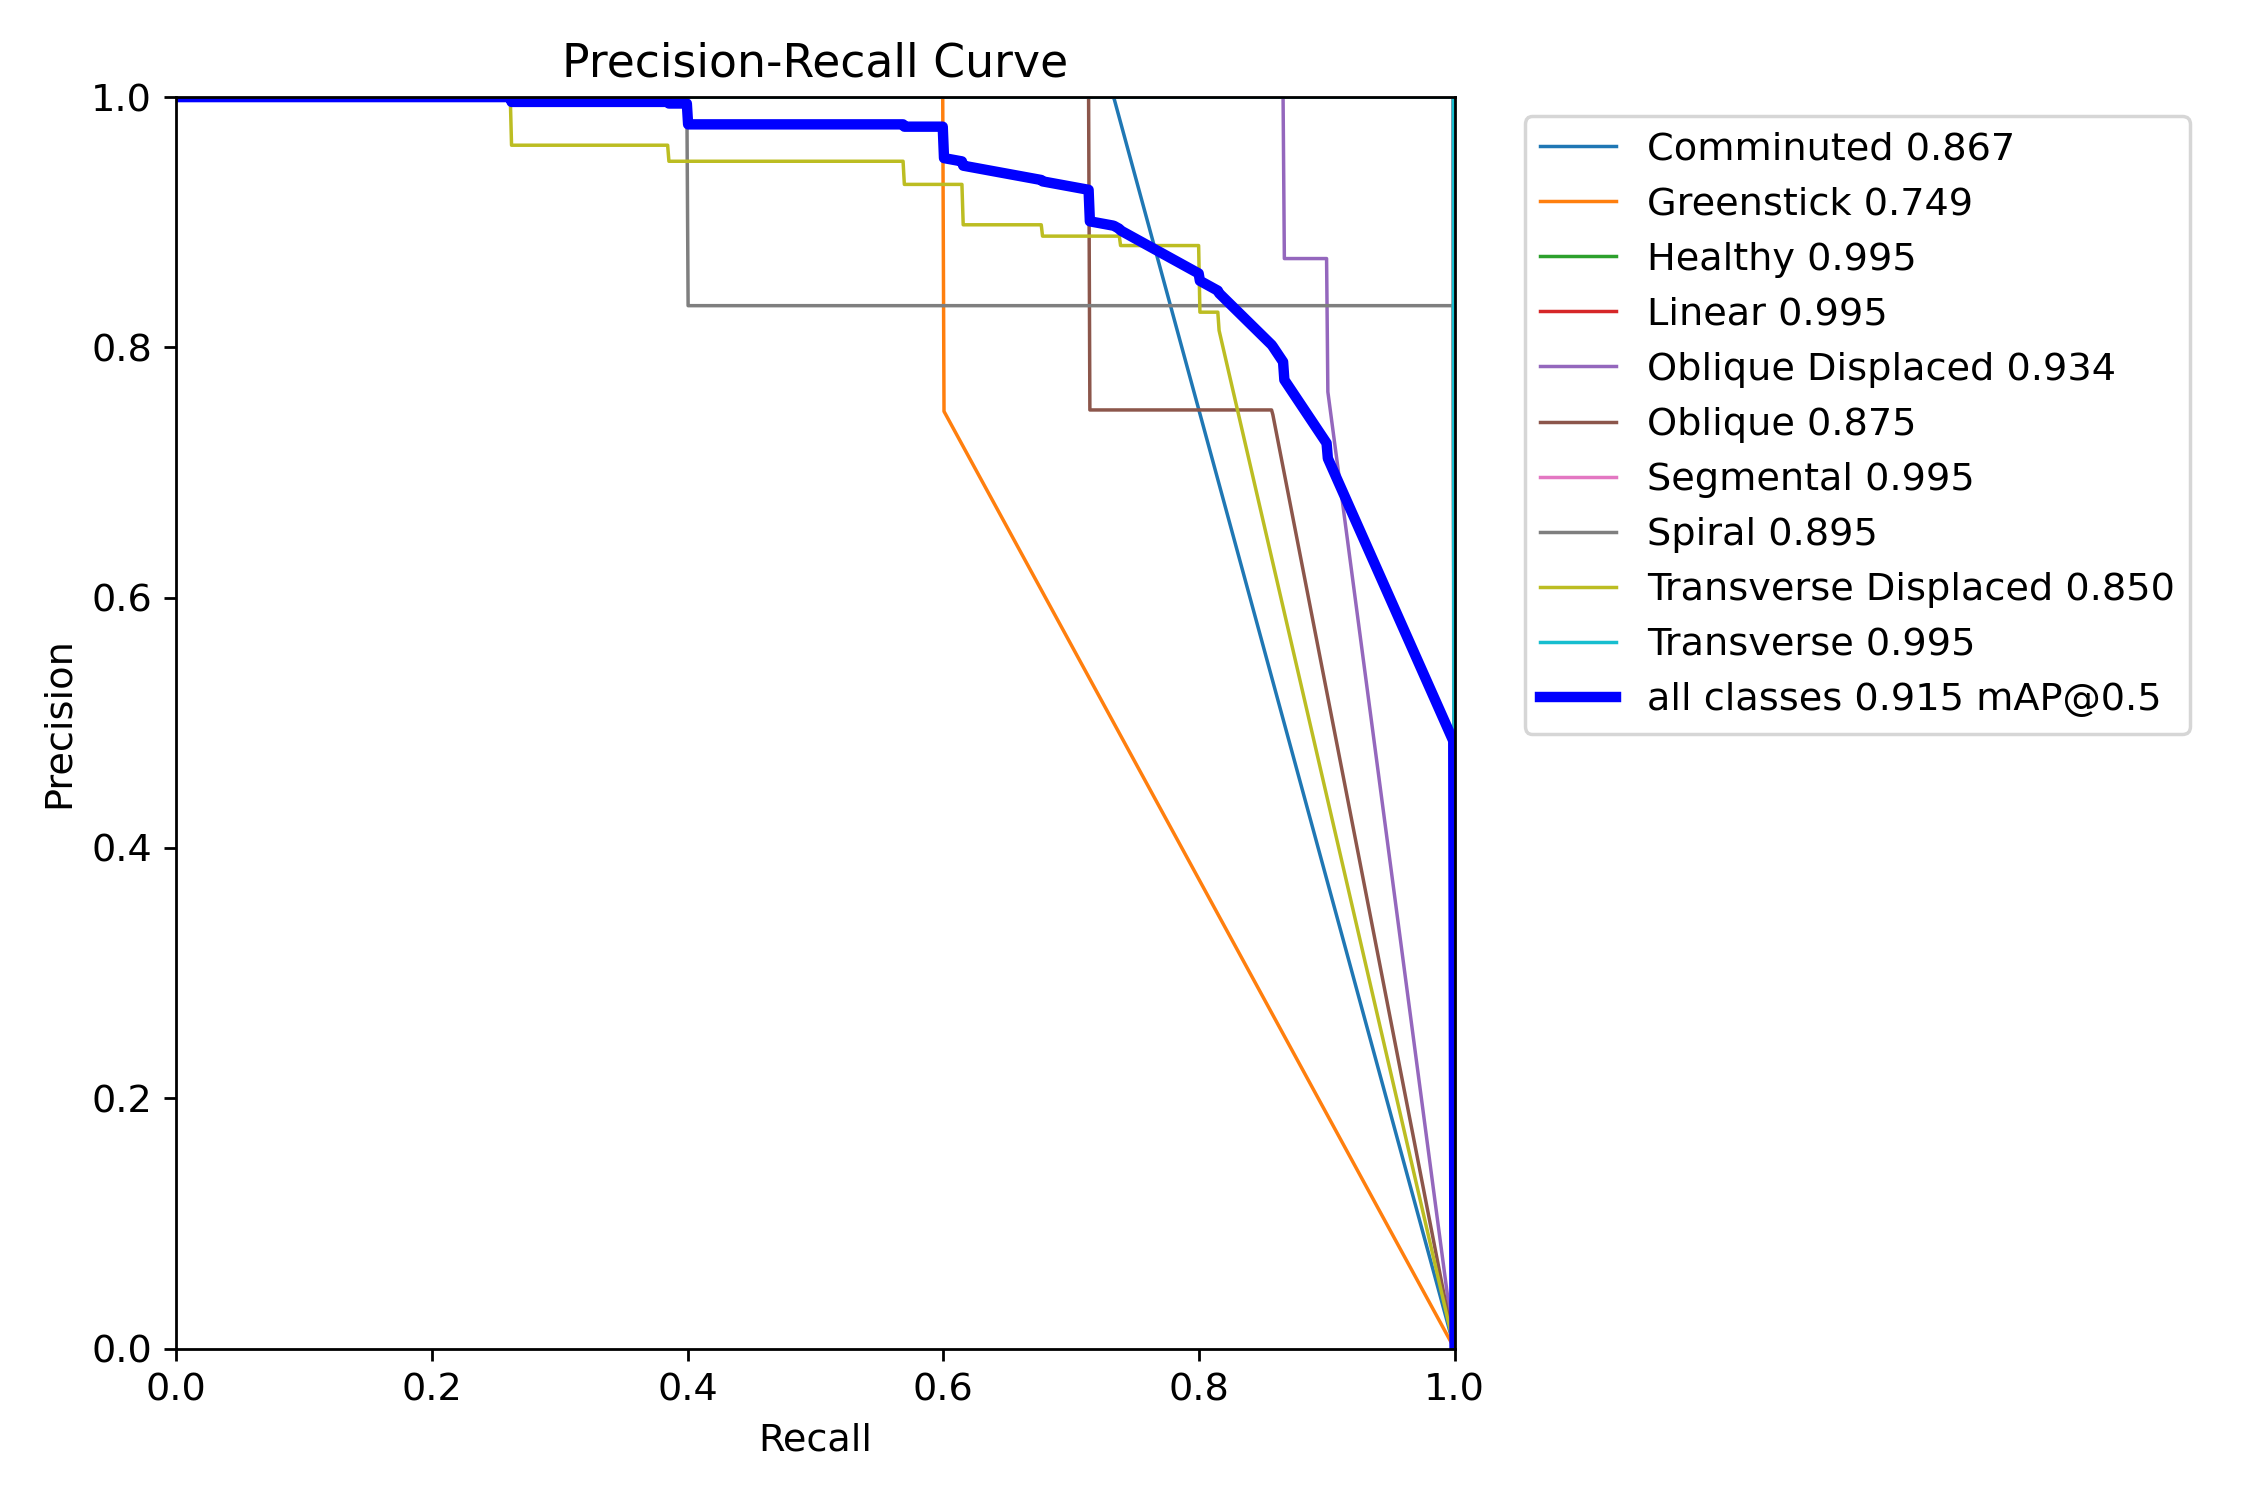 Precision-Recall Curve
1.0
0.8
0.6
0.4
0.2
0.0
Precision
0.0 0.2 0.4 0.6 0.8 1.0
Recall
Comminuted 0.867
Greenstick 0.749
Healthy 0.995
Linear 0.995
Oblique Displaced 0.934
Oblique 0.875
Segmental 0.995
Spiral 0.895
Transverse Displaced 0.850
Transverse 0.995
all classes 0.915 mAP@0.5